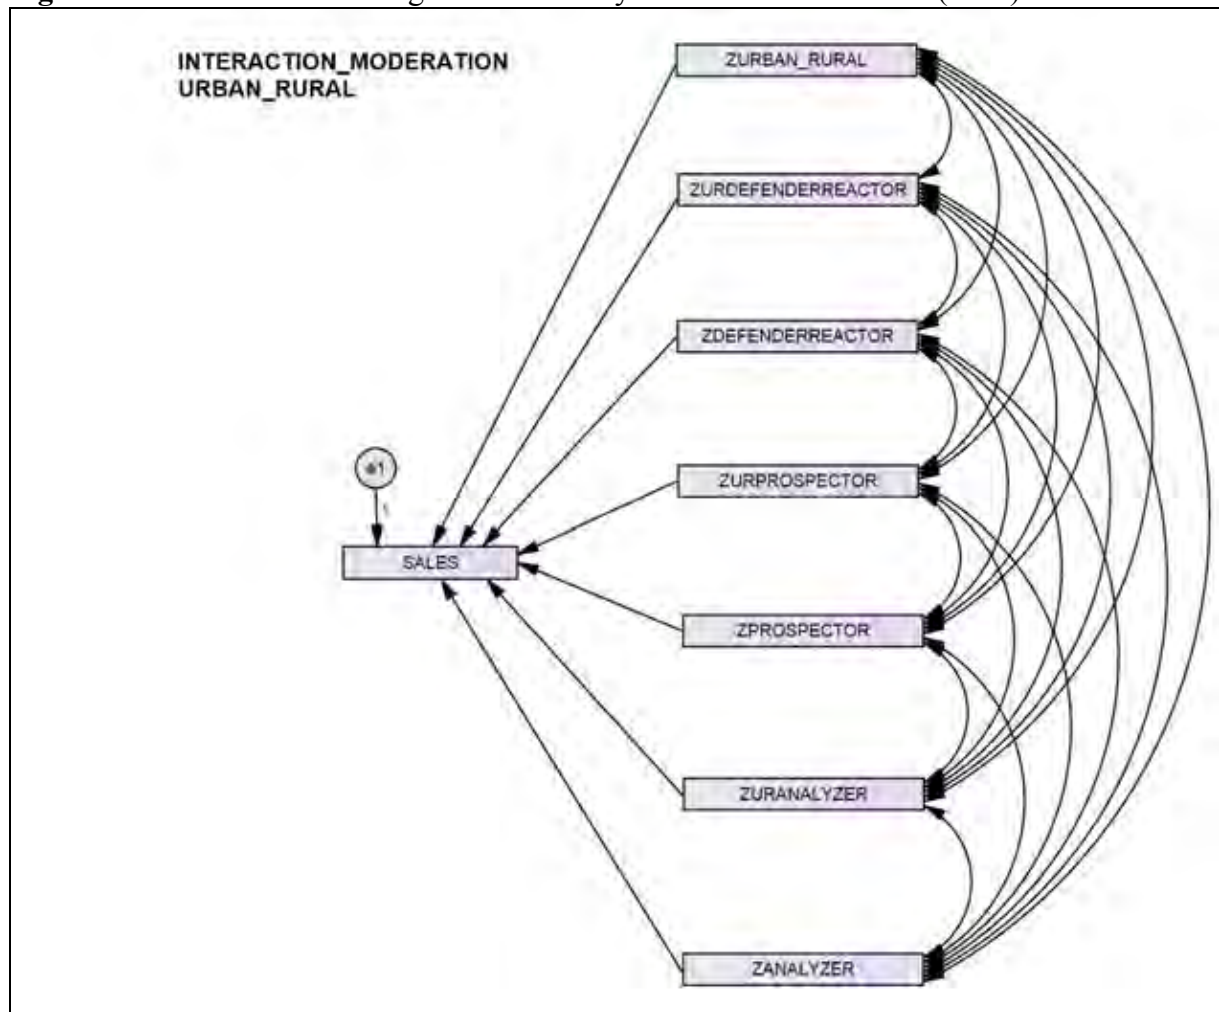 INTERACTION_MODERATION
URBAN_RURAL
ZURBAN_RURAL
ZURDEFENDERREACTOR
ZDEFENDERREACTOR
ZURPROSPECTOR
e1
1
SALES
ZPROSPECTOR
ZURANALYZER
ZANALYZER